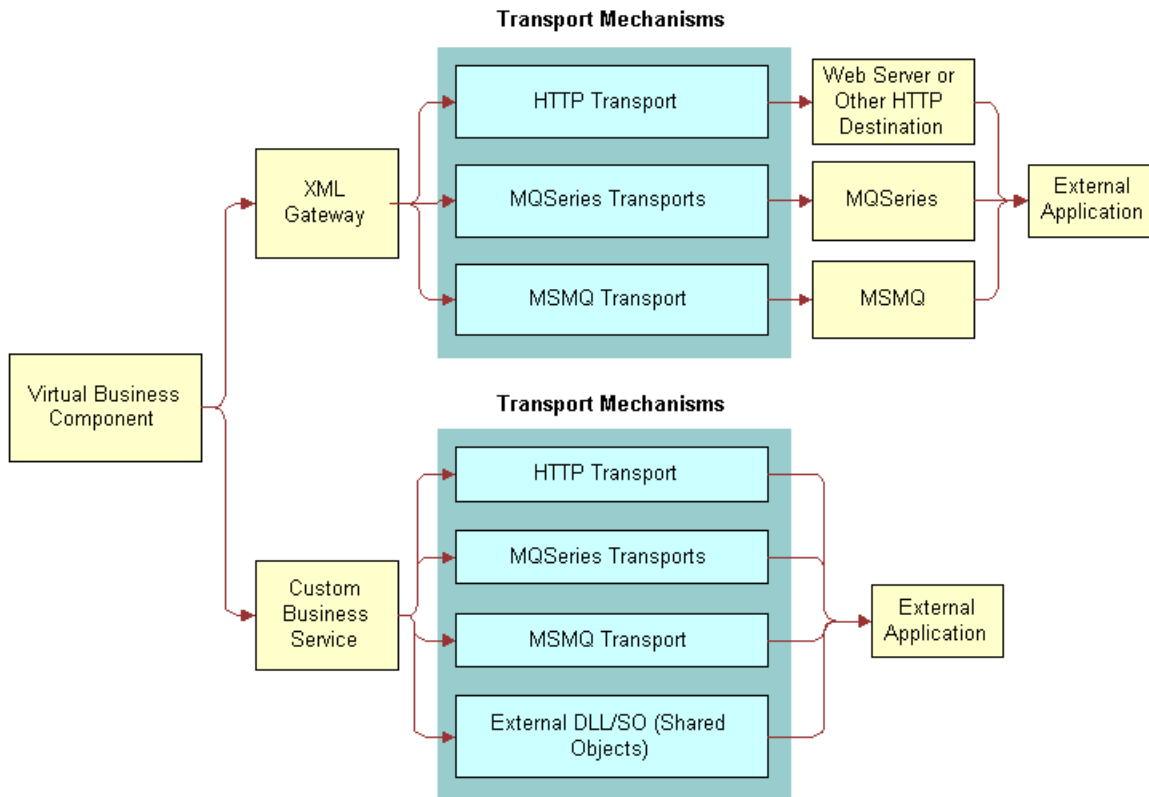 Transport Mechanisms
HTTP Transport
Web Server or
Other HTTP
Destination
XML
Gateway
MQSeries Transports
MQSeries
External
Application
MSMQ Transport
MSMQ
Virtual Business
Component
Transport Mechanisms
HTTP Transport
MQSeries Transports
Custom
Business
Service
MSMQ Transport
External
Application
External DLL/SO (Shared
Objects)